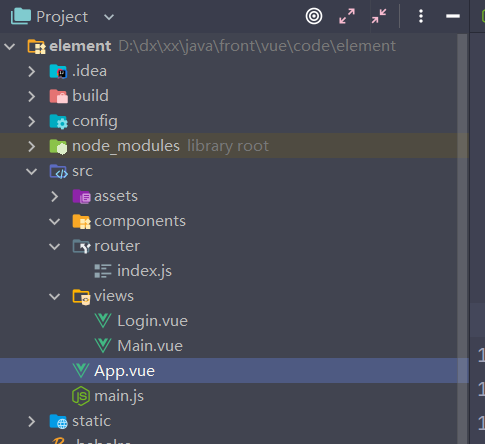 Project
element D:\dx\xx\java\front\vue\code\element
.idea
build
config
node_modules library root
src
assets
components
router
index.js
views
Login.vue
Main.vue
App.vue
main.js
static